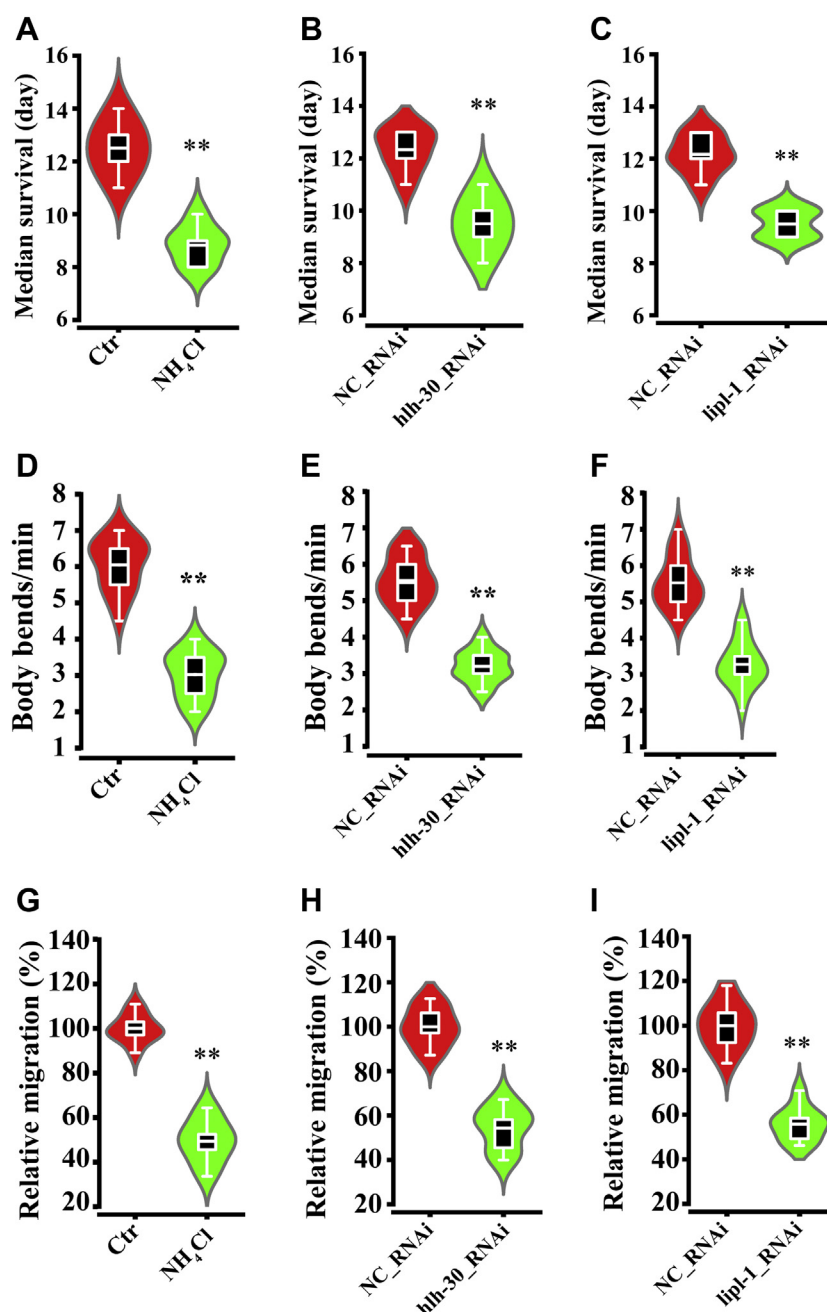 A
Median survival (day)
16
14
12
10
8
6
**
Ctr
NH₄Cl
B
Median survival (day)
16
14
12
10
8
6
**
NC_RNAi
hlh-30_RNAi
C
Median survival (day)
16
14
12
10
8
6
**
NC_RNAi
lipl-1_RNAi
D
Body bends/min
8
7
6
5
4
3
2
1
**
Ctr
NH₄Cl
E
Body bends/min
8
7
6
5
4
3
2
1
**
NC_RNAi
hlh-30_RNAi
F
Body bends/min
8
7
6
5
4
3
2
1
**
NC_RNAi
lipl-1_RNAi
G
Relative migration (%)
140
120
100
80
60
40
20
**
Ctr
NH₄Cl
H
Relative migration (%)
140
120
100
80
60
40
20
**
NC_RNAi
hlh-30_RNAi
I
Relative migration (%)
140
120
100
80
60
40
20
**
NC_RNAi
lipl-1_RNAi